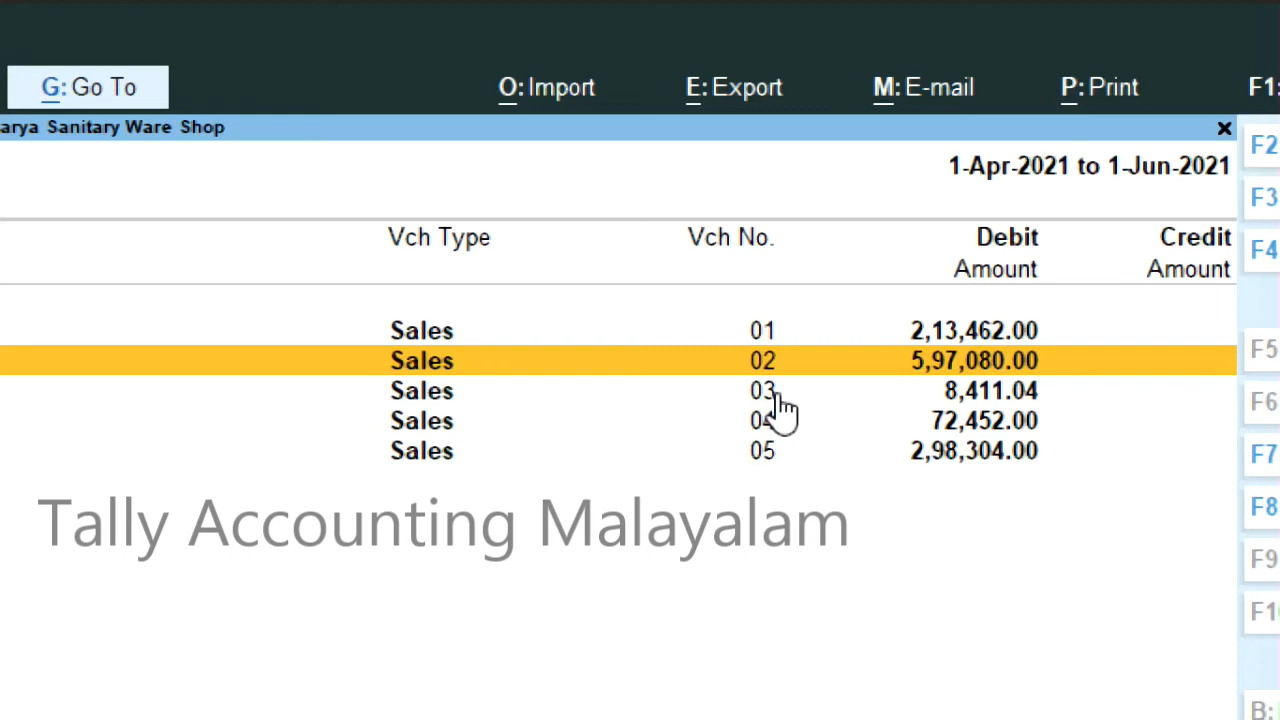 G: Go To O: Import E: Export M: E-mail P: Print F1:
arya Sanitary Ware Shop
F2
1-Apr-2021 to 1-Jun-2021
F3
Vch Type Vch No. Debit Credit
F4
Amount Amount
Sales 01 2,13,462.00
F5
Sales 02 5,97,080.00
Sales 03 8,411.04
F6
Sales 04 72,452.00
Sales 05 2,98,304.00
F7
F8
Tally Accounting Malayalam
F9
F10
B: